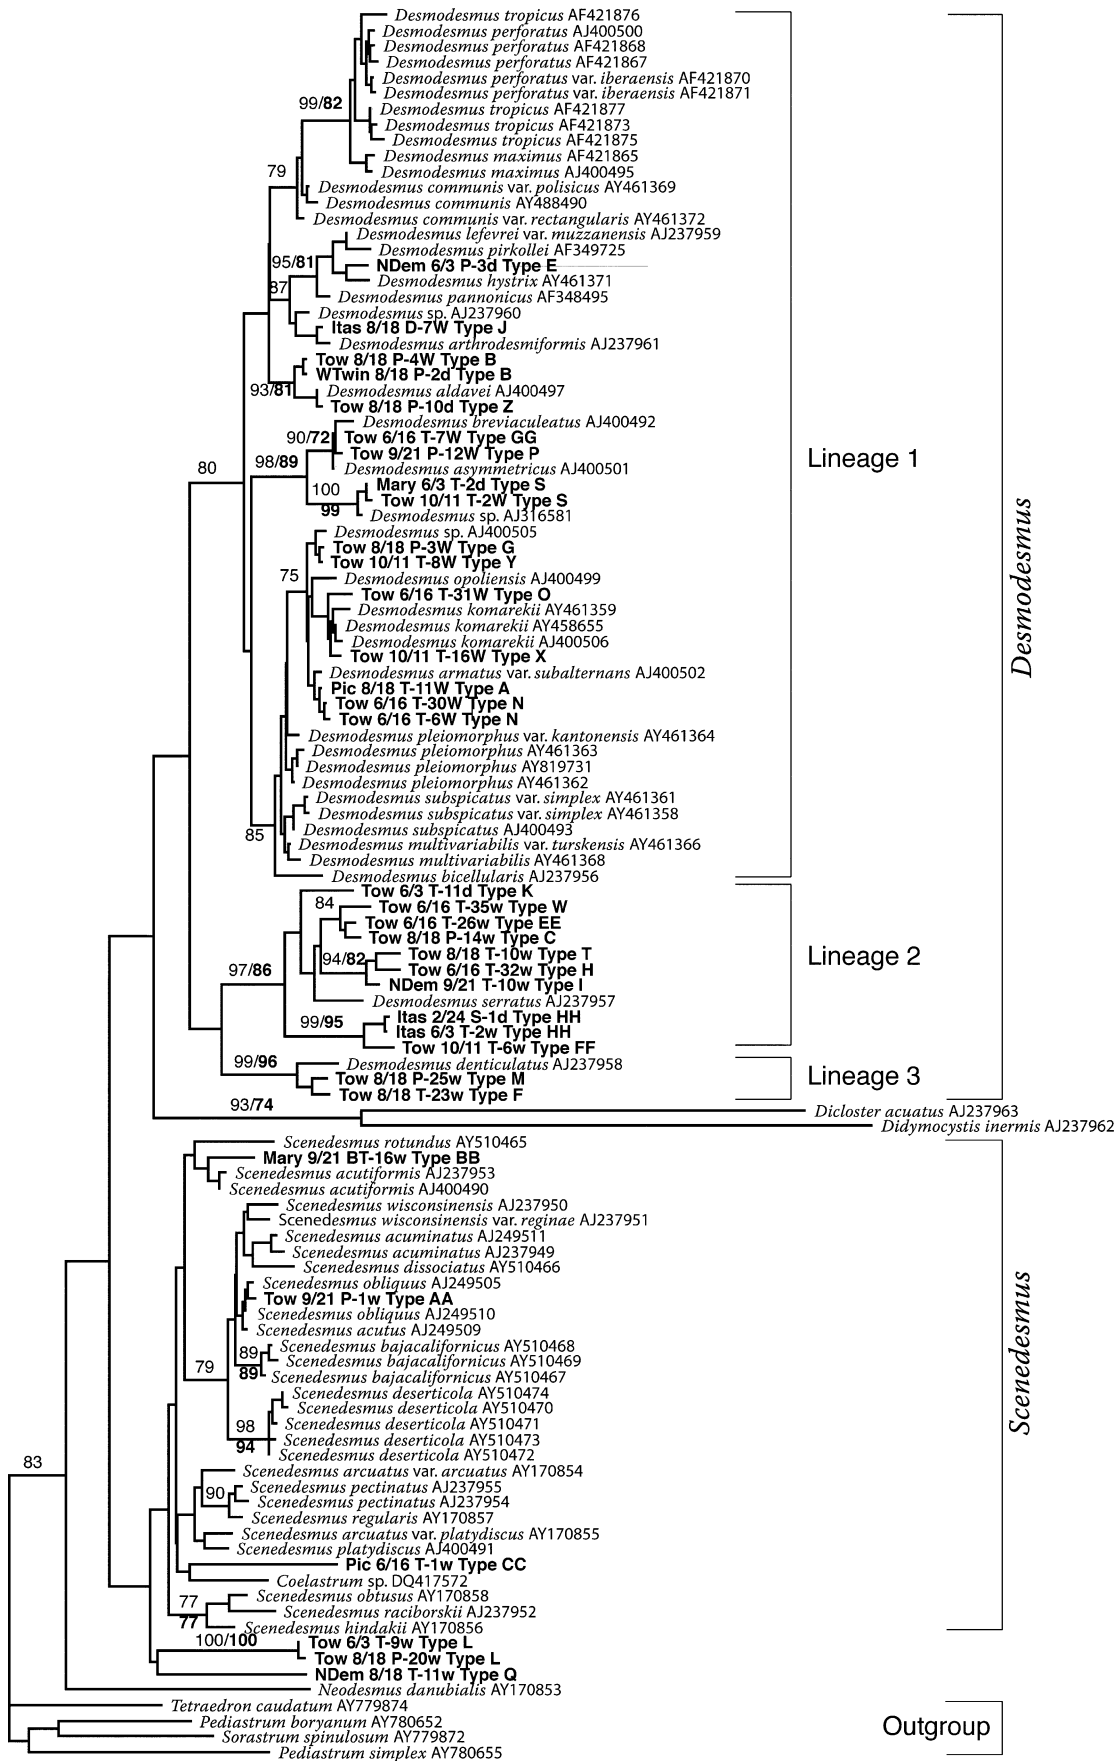 Desmodesmus tropicus AF421876
Desmodesmus perforatus AJ400500
Desmodesmus perforatus AF421868
Desmodesmus perforatus AF421867
Desmodesmus perforatus var. iberaensis AF421870
Desmodesmus perforatus var. iberaensis AF421871
99/82
Desmodesmus tropicus AF421877
Desmodesmus tropicus AF421873
Desmodesmus tropicus AF421875
Desmodesmus maximus AF421865
Desmodesmus maximus AJ400495
79
Desmodesmus communis var. polisicus AY461369
Desmodesmus communis AY488490
Desmodesmus communis var. rectangularis AY461372
Desmodesmus lefevrei var. muzzanensis AJ237959
Desmodesmus pirkollei AF349725
95/81
NDem 6/3 P-3d Type E
Desmodesmus hystrix AY461371
87
Desmodesmus pannonicus AF348495
Desmodesmus sp. AJ237960
Itas 8/18 D-7W Type J
Desmodesmus arthrodesmiformis AJ237961
Tow 8/18 P-4W Type B
WTwin 8/18 P-2d Type B
93/81
Desmodesmus aldavei AJ400497
Tow 8/18 P-10d Type Z
Desmodesmus breviaculeatus AJ400492
90/72
Tow 6/16 T-7W Type GG
Tow 9/21 P-12W Type P
Lineage 1
80
98/89
Desmodesmus asymmetricus AJ400501
Mary 6/3 T-2d Type S
100
Tow 10/11 T-2W Type S
99
Desmodesmus sp. AJ316581
Desmodesmus sp. AJ400505
Tow 8/18 P-3W Type G
Tow 10/11 T-8W Type Y
75
Desmodesmus opoliensis AJ400499
Tow 6/16 T-31W Type O
Desmodesmus
Desmodesmus komarekii AY461359
Desmodesmus komarekii AY458655
Desmodesmus komarekii AJ400506
Tow 10/11 T-16W Type X
Desmodesmus armatus var. subalternans AJ400502
Pic 8/18 T-11W Type A
Tow 6/16 T-30W Type N
Tow 6/16 T-6W Type N
Desmodesmus pleiomorphus var. kantonensis AY461364
Desmodesmus pleiomorphus AY461363
Desmodesmus pleiomorphus AY819731
Desmodesmus pleiomorphus AY461362
Desmodesmus subspicatus var. simplex AY461361
Desmodesmus subspicatus var. simplex AY461358
Desmodesmus subspicatus AJ400493
85
Desmodesmus multivariabilis var. turskensis AY461366
Desmodesmus multivariabilis AY461368
Desmodesmus bicellularis AJ237956
Tow 6/3 T-11d Type K
84
Tow 6/16 T-35w Type W
Tow 6/16 T-26w Type EE
Tow 8/18 P-14w Type C
Tow 8/18 T-10w Type T
94/82
Lineage 2
97/86
Tow 6/16 T-32w Type H
NDem 9/21 T-10w Type I
Desmodesmus serratus AJ237957
Itas 2/24 S-1d Type HH
99/95
Itas 6/3 T-2w Type HH
Tow 10/11 T-6w Type FF
99/96
Desmodesmus denticulatus AJ237958
Tow 8/18 P-25w Type M
Lineage 3
Tow 8/18 T-23w Type F
93/74
Dicloster acuatus AJ237963
Didymocystis inermis AJ237962
Scenedesmus rotundus AY510465
Mary 9/21 BT-16w Type BB
Scenedesmus acutiformis AJ237953
Scenedesmus acutiformis AJ400490
Scenedesmus wisconsinensis AJ237950
Scenedesmus wisconsinensis var. reginae AJ237951
Scenedesmus acuminatus AJ249511
Scenedesmus acuminatus AJ237949
Scenedesmus dissociatus AY510466
Scenedesmus obliquus AJ249505
Tow 9/21 P-1w Type AA
Scenedesmus obliquus AJ249510
Scenedesmus acutus AJ249509
Scenedesmus
Scenedesmus bajacalifornicus AY510468
89
Scenedesmus bajacalifornicus AY510469
79
89
Scenedesmus bajacalifornicus AY510467
Scenedesmus deserticola AY510474
Scenedesmus deserticola AY510470
98
Scenedesmus deserticola AY510471
Scenedesmus deserticola AY510473
94
Scenedesmus deserticola AY510472
83
Scenedesmus arcuatus var. arcuatus AY170854
90
Scenedesmus pectinatus AJ237955
Scenedesmus pectinatus AJ237954
Scenedesmus regularis AY170857
Scenedesmus arcuatus var. platydiscus AY170855
Scenedesmus platydiscus AJ400491
Pic 6/16 T-1w Type CC
Coelastrum sp. DQ417572
77
Scenedesmus obtusus AY170858
Scenedesmus raciborskii AJ237952
77
Scenedesmus hindakii AY170856
100/100
Tow 6/3 T-9w Type L
Tow 8/18 P-20w Type L
NDem 8/18 T-11w Type Q
Neodesmus danubialis AY170853
Tetraedron caudatum AY779874
Pediastrum boryanum AY780652
Outgroup
Sorastrum spinulosum AY779872
Pediastrum simplex AY780655